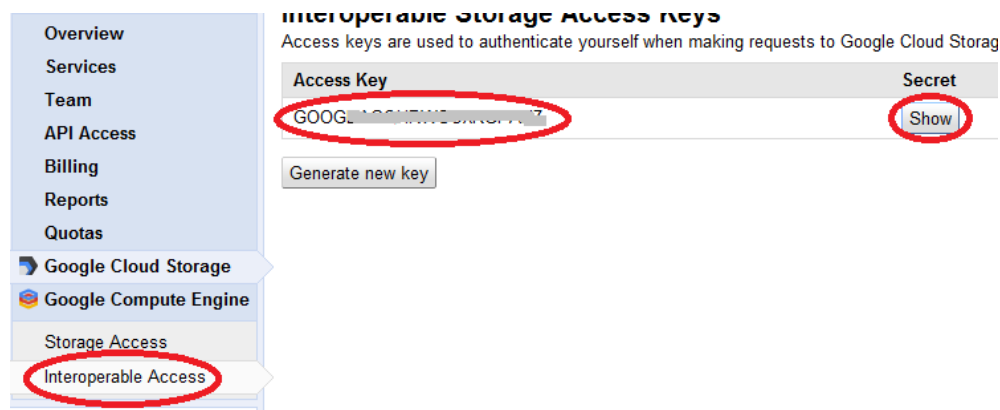 Overview
Services
Team
API Access
Billing
Reports
Quotas
Google Cloud Storage
Google Compute Engine
Storage Access
Interoperable Access
Interoperable Storage Access Keys
Access keys are used to authenticate yourself when making requests to Google Cloud Storag
Access Key Secret
Show
Generate new key